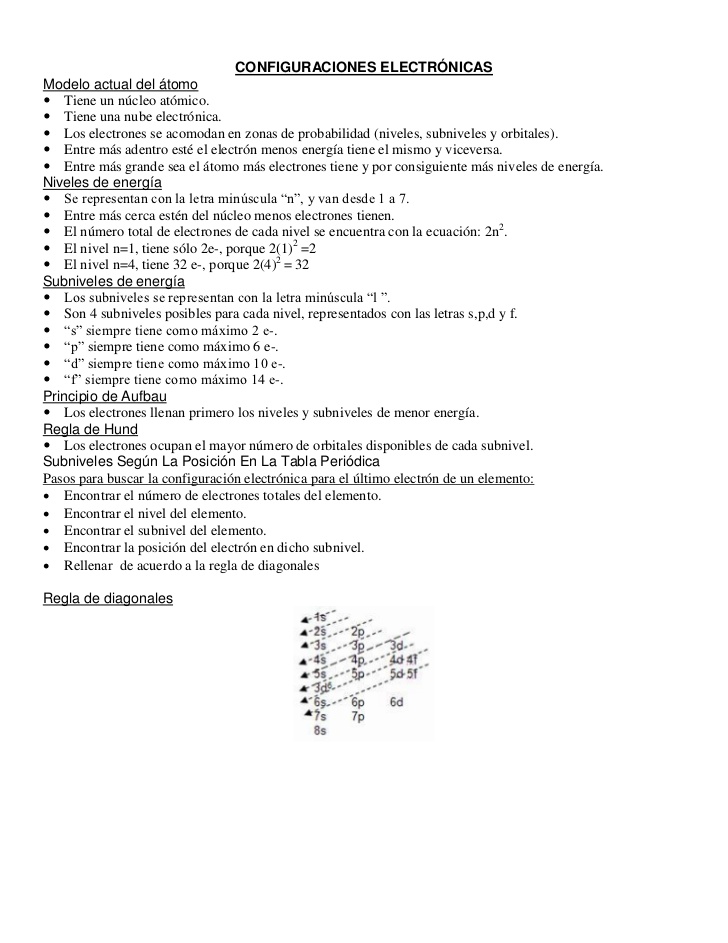 CONFIGURACIONES ELECTRÓNICAS
Modelo actual del átomo
• Tiene un núcleo atómico.
• Tiene una nube electrónica.
• Los electrones se acomodan en zonas de probabilidad (niveles, subniveles y orbitales).
• Entre más adentro esté el electrón menos energía tiene el mismo y viceversa.
• Entre más grande sea el átomo más electrones tiene y por consiguiente más niveles de energía.
Niveles de energía
• Se representan con la letra minúscula “n”, y van desde 1 a 7.
• Entre más cerca estén del núcleo menos electrones tienen.
• El número total de electrones de cada nivel se encuentra con la ecuación: 2n².
• El nivel n=1, tiene sólo 2e-, porque 2(1)² =2
• El nivel n=4, tiene 32 e-, porque 2(4)² = 32
Subniveles de energía
• Los subniveles se representan con la letra minúscula “l ”.
• Son 4 subniveles posibles para cada nivel, representados con las letras s,p,d y f.
• “s” siempre tiene como máximo 2 e-.
• “p” siempre tiene como máximo 6 e-.
• “d” siempre tiene como máximo 10 e-.
• “f” siempre tiene como máximo 14 e-.
Principio de Aufbau
• Los electrones llenan primero los niveles y subniveles de menor energía.
Regla de Hund
• Los electrones ocupan el mayor número de orbitales disponibles de cada subnivel.
Subniveles Según La Posición En La Tabla Periódica
Pasos para buscar la configuración electrónica para el último electrón de un elemento:
• Encontrar el número de electrones totales del elemento.
• Encontrar el nivel del elemento.
• Encontrar el subnivel del elemento.
• Encontrar la posición del electrón en dicho subnivel.
• Rellenar de acuerdo a la regla de diagonales
Regla de diagonales
1s
2s 2p
3s 3p 3d
4s 4p 4d 4f
5s 5p 5d 5f
6s 6p 6d
7s 7p
8s